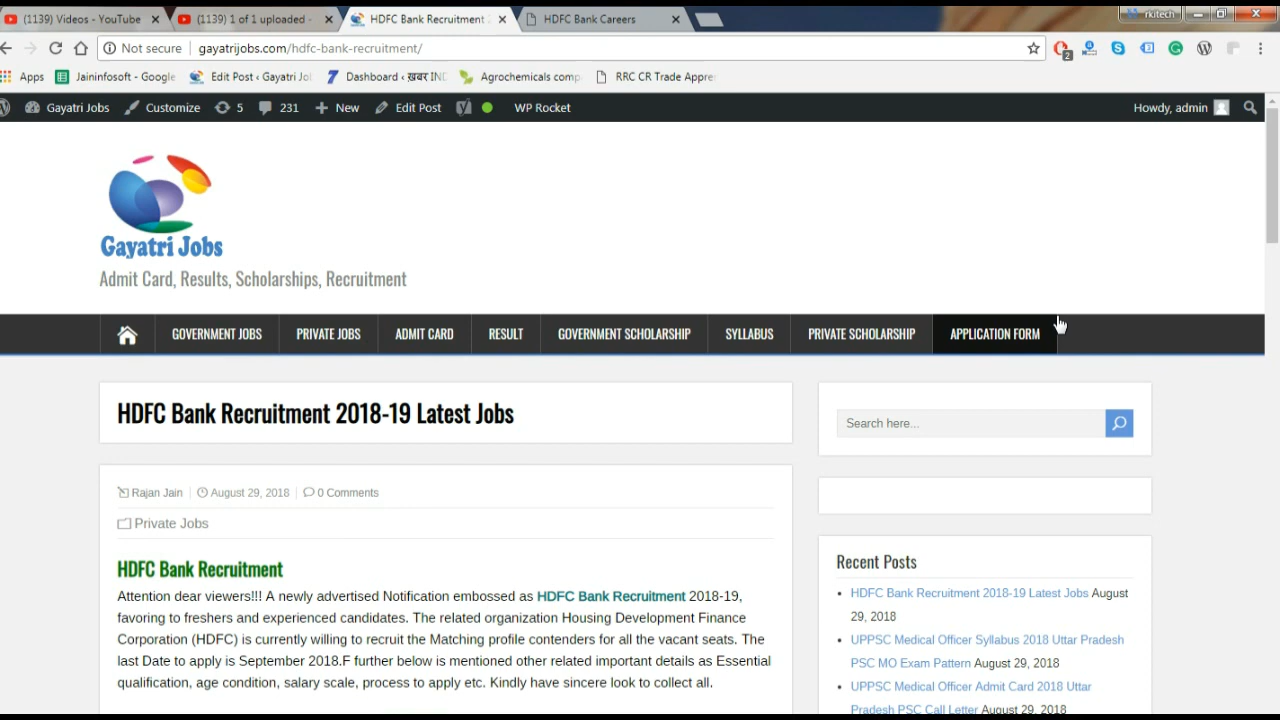 (1139) Videos - YouTube
(1139) 1 of 1 uploaded -
HDFC Bank Recruitment 2
HDFC Bank Careers
rkitech
Not secure
gayatrijobs.com/hdfc-bank-recruitment/
2
Apps
Jaininfosoft - Google
Edit Post ‹ Gayatri Jo
Dashboard ‹ ख़बर IND
Agrochemicals comp
RRC CR Trade Appre
Gayatri Jobs
Customize
5
231
New
Edit Post
WP Rocket
Howdy, admin
Gayatri Jobs
Admit Card, Results, Scholarships, Recruitment
GOVERNMENT JOBS
PRIVATE JOBS
ADMIT CARD
RESULT
GOVERNMENT SCHOLARSHIP
SYLLABUS
PRIVATE SCHOLARSHIP
APPLICATION FORM
HDFC Bank Recruitment 2018-19 Latest Jobs
Rajan Jain
August 29, 2018
0 Comments
Private Jobs
HDFC Bank Recruitment
Attention dear viewers!!! A newly advertised Notification embossed as HDFC Bank Recruitment 2018-19,
favoring to freshers and experienced candidates. The related organization Housing Development Finance
Corporation (HDFC) is currently willing to recruit the Matching profile contenders for all the vacant seats. The
last Date to apply is September 2018.F further below is mentioned other related important details as Essential
qualification, age condition, salary scale, process to apply etc. Kindly have sincere look to collect all.
Search here...
Recent Posts
HDFC Bank Recruitment 2018-19 Latest Jobs August
29, 2018
UPPSC Medical Officer Syllabus 2018 Uttar Pradesh
PSC MO Exam Pattern August 29, 2018
UPPSC Medical Officer Admit Card 2018 Uttar
Pradesh PSC Call Letter August 29, 2018